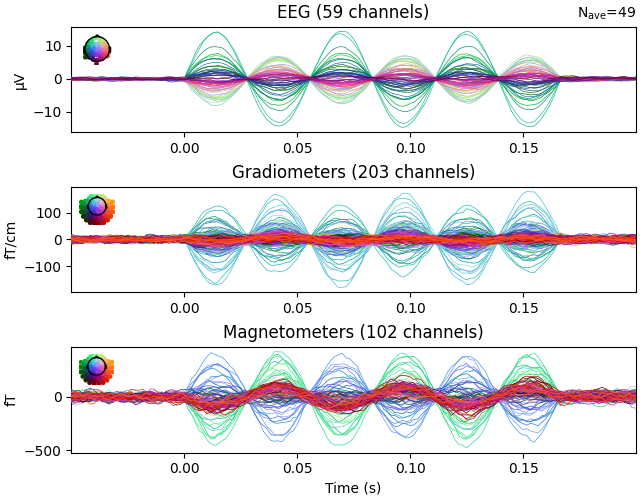 EEG (59 channels)
Nave=49
10
0
−10
µV
0.00 0.05 0.10 0.15
Gradiometers (203 channels)
100
0
−100
fT/cm
0.00 0.05 0.10 0.15
Magnetometers (102 channels)
0
−500
fT
0.00 0.05 0.10 0.15
Time (s)